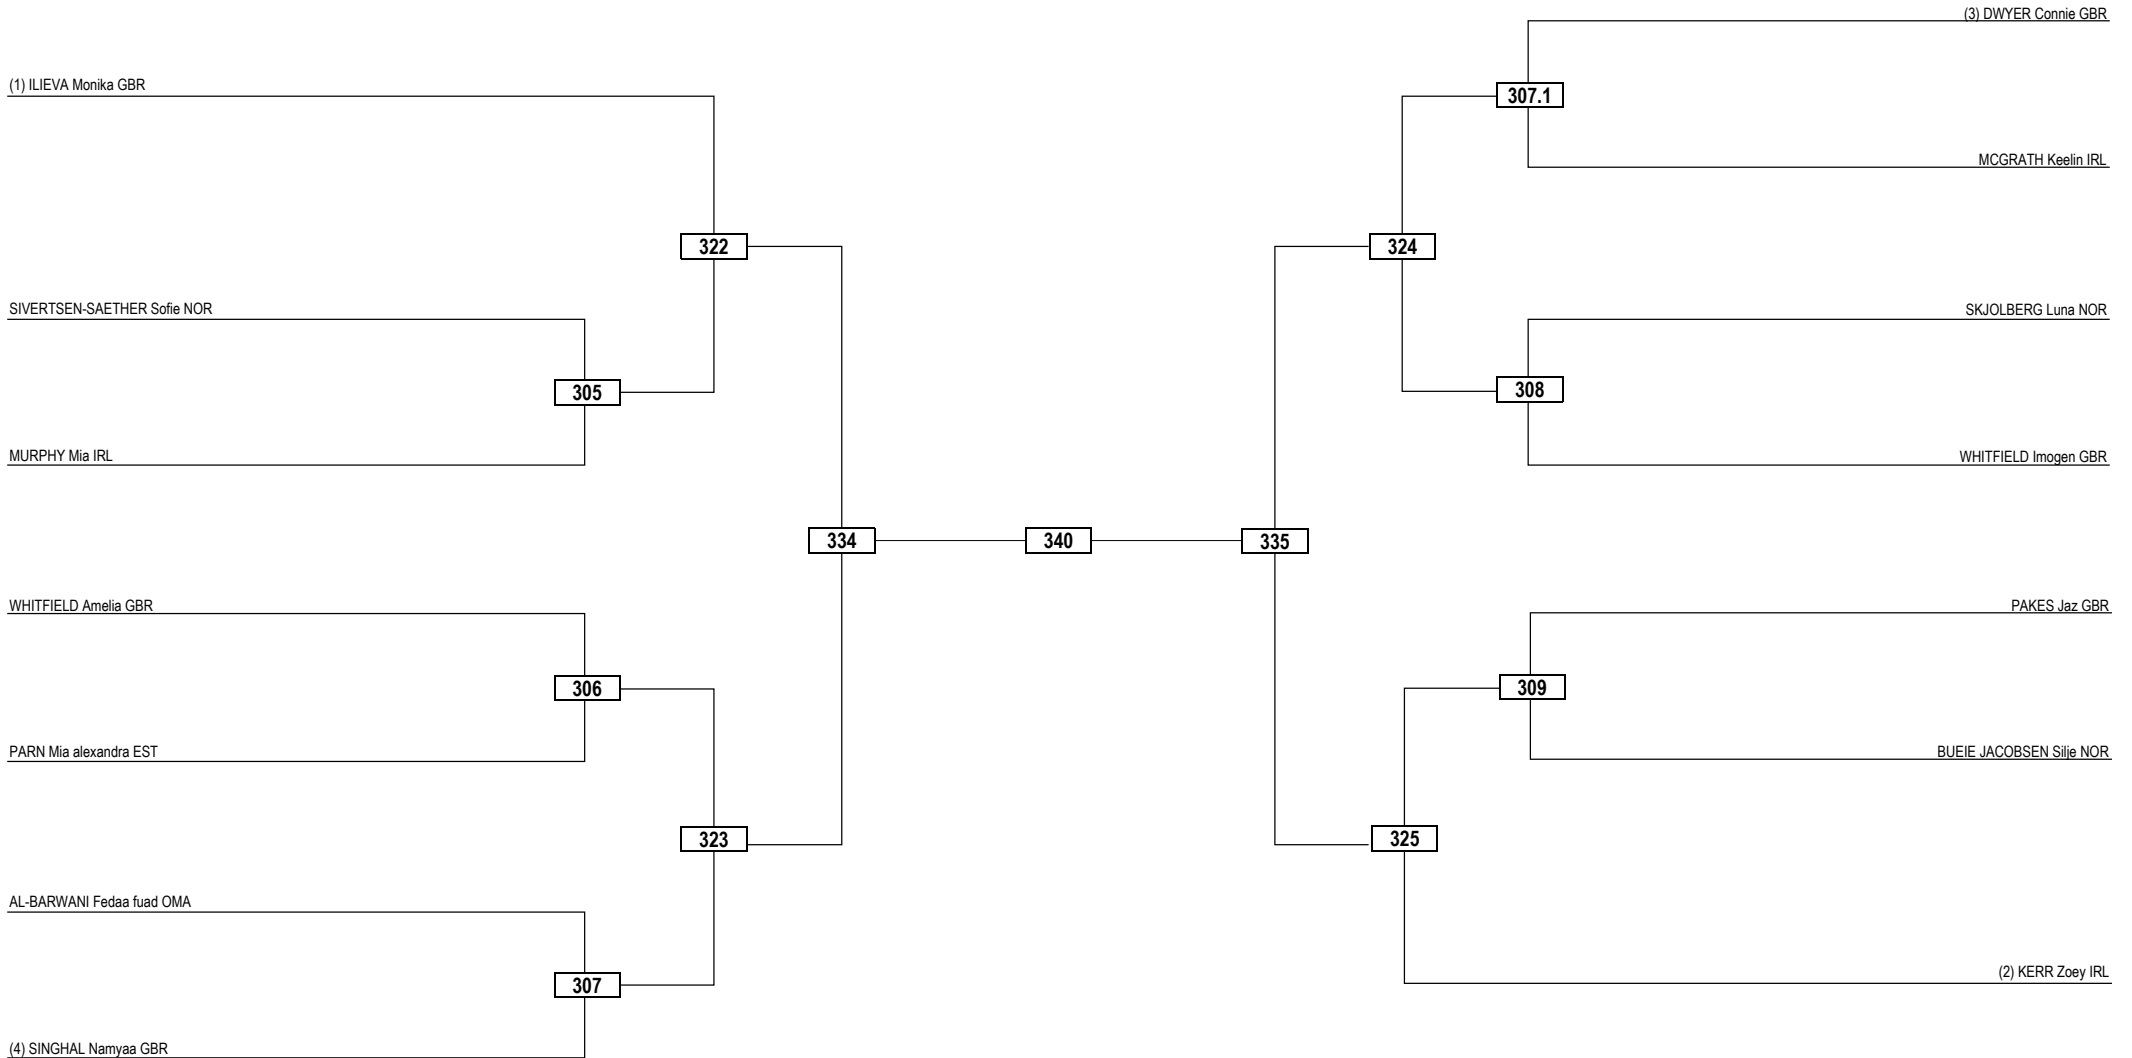 (3) DWYER Connie GBR
(1) ILIEVA Monika GBR
307.1
MCGRATH Keelin IRL
322
324
SIVERTSEN-SAETHER Sofie NOR
SKJOLBERG Luna NOR
305
308
MURPHY Mia IRL
WHITFIELD Imogen GBR
334
340
335
WHITFIELD Amelia GBR
PAKES Jaz GBR
306
309
PARN Mia alexandra EST
BUEIE JACOBSEN Silje NOR
323
325
AL-BARWANI Fedaa fuad OMA
(2) KERR Zoey IRL
307
(4) SINGHAL Namyaa GBR